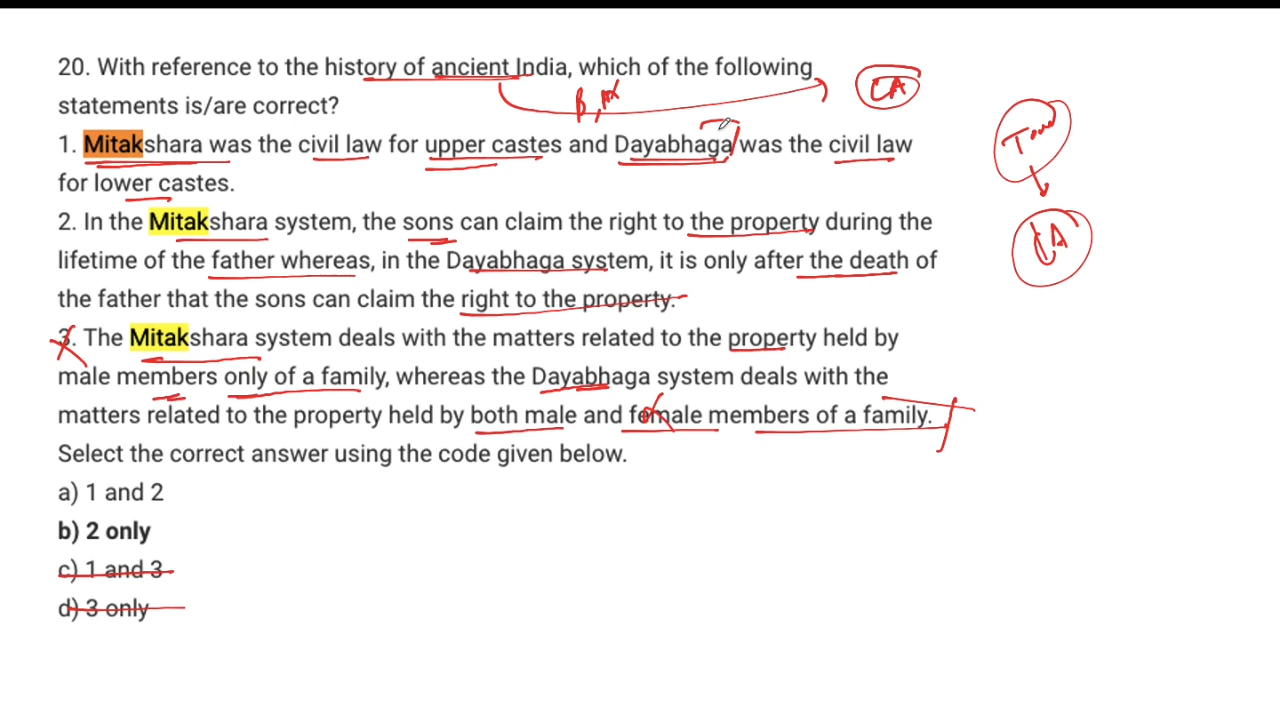 20. With reference to the history of ancient India, which of the following
statements is/are correct?
1. Mitakshara was the civil law for upper castes and Dayabhaga was the civil law
for lower castes.
2. In the Mitakshara system, the sons can claim the right to the property during the
lifetime of the father whereas, in the Dayabhaga system, it is only after the death of
the father that the sons can claim the right to the property.
3. The Mitakshara system deals with the matters related to the property held by
male members only of a family, whereas the Dayabhaga system deals with the
matters related to the property held by both male and female members of a family.
Select the correct answer using the code given below.
a) 1 and 2
b) 2 only
c) 1 and 3
d) 3 only